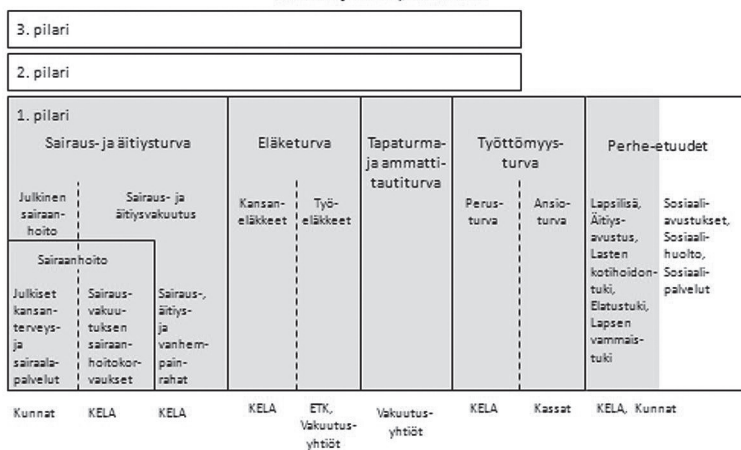 3. pilari
2. pilari
1. pilari
Sairaus- ja äitiysturva
Julkinen
sairaan-
hoito
Sairaus- ja
äitiysvakuutus
Sairaanhoito
Julkiset
kansan-
terveys-
ja
sairaala-
palvelut
Sairaus-
vakuu-
tuksen
sairaan-
hoitokor-
vaukset
Sairaus-,
äitiys-
ja
vanhem-
pain-
rahat
Eläketurva
Kansan-
eläkkeet
Työ-
eläkkeet
Tapaturma-
ja ammatti-
tautiturva
Työttömyys-
turva
Perus-
turva
Ansio-
turva
Perhe-etuudet
Lapsilisä,
Äitiys-
avustus,
Lasten
kotihoidon-
tuki,
Elatustuki,
Lapsen
vammais-
tuki
Sosiaali-
avustukset,
Sosiaali-
huolto,
Sosiaali-
palvelut
Kunnat
KELA
KELA
KELA
ETK,
Vakuutus-
yhtiöt
Vakuutus-
yhtiöt
KELA
Kassat
KELA, Kunnat